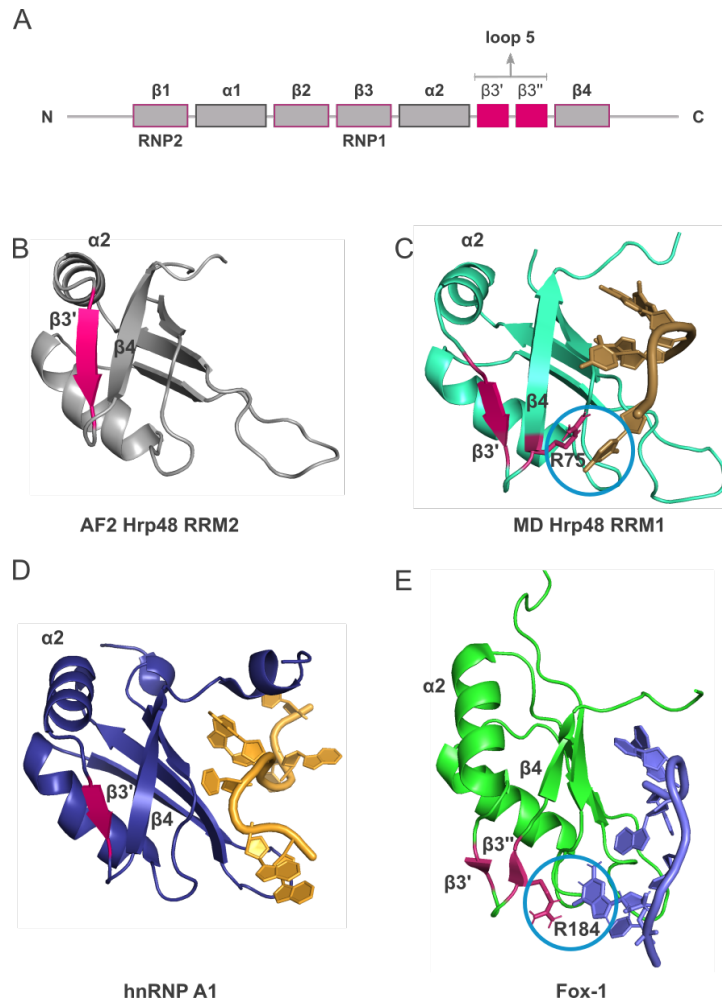 A
loop 5
β1 α1 β2 β3 α2 β3' β3'' β4
N C
RNP2 RNP1
B
α2
β3'
β4
AF2 Hrp48 RRM2
C
α2
β4
R75
β3'
MD Hrp48 RRM1
D
α2
β3'
β4
hnRNP A1
E
α2
β4
β3''
β3'
R184
Fox-1